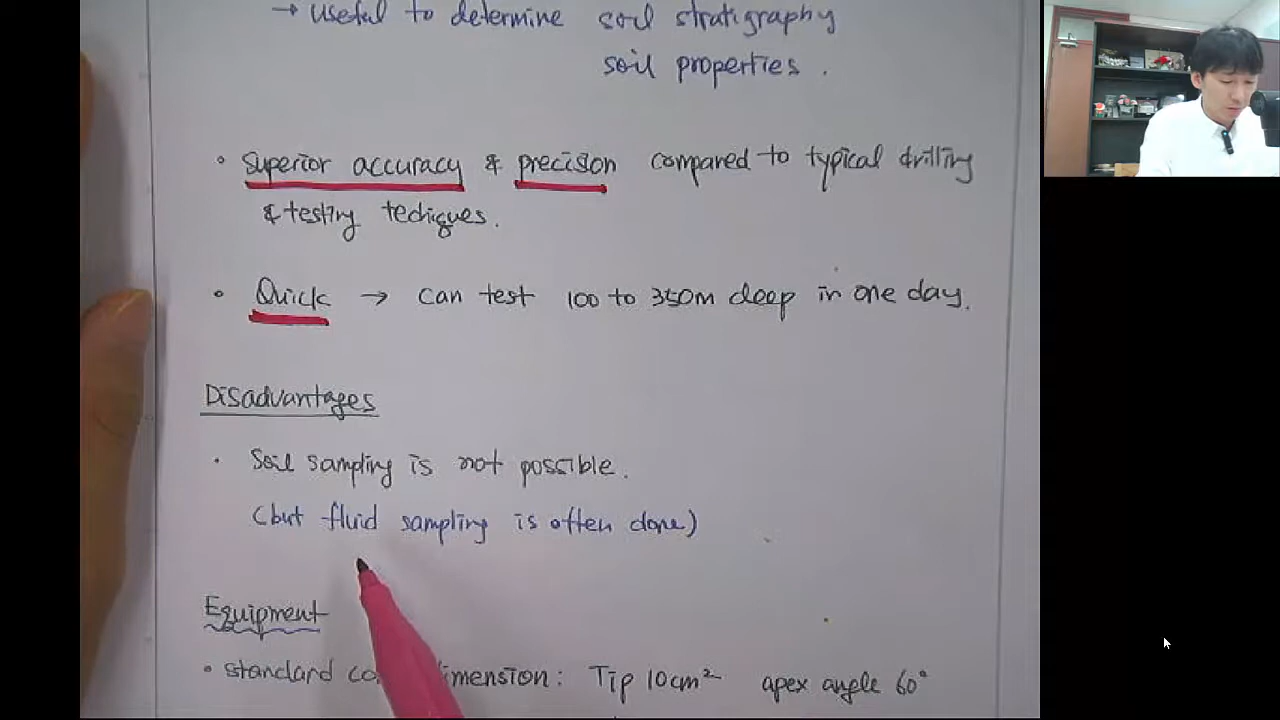 → useful to determine soil stratigraphy
soil properties.
• Superior accuracy & precision compared to typical drilling
& testing techiques.
• Quick → can test 100 to 350m deep in one day.
Disadvantages
• Soil sampling is not possible.
(but fluid sampling is often done)
Equipment
• standard dimension: Tip 10cm² apex angle 60°